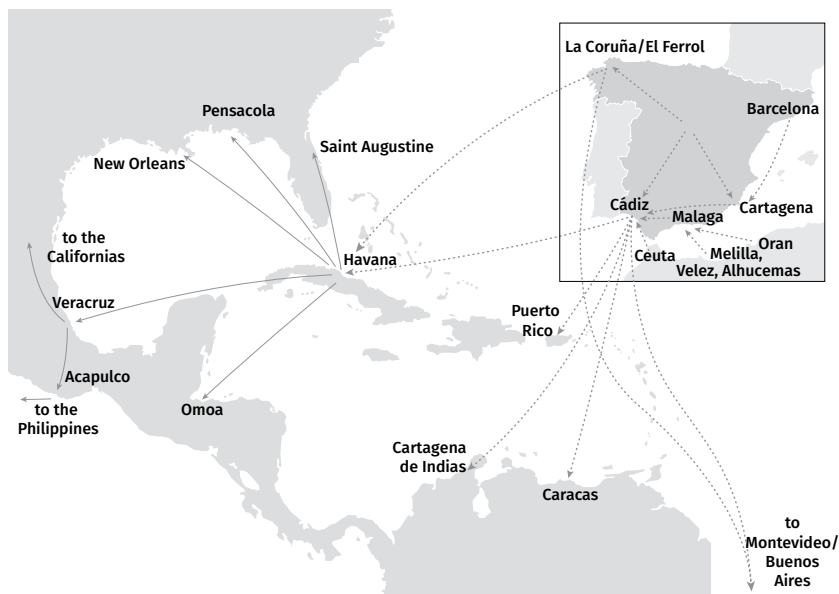 La Coruña/El Ferrol
Pensacola
Barcelona
Saint Augustine
New Orleans
Cádiz
Cartagena
Malaga
to the
Californias
Havana
Ceuta
Oran
Melilla,
Velez, Alhucemas
Veracruz
Puerto
Rico
Acapulco
to the
Philippines
Omoa
Cartagena
de Indias
Caracas
to
Montevideo/
Buenos
Aires